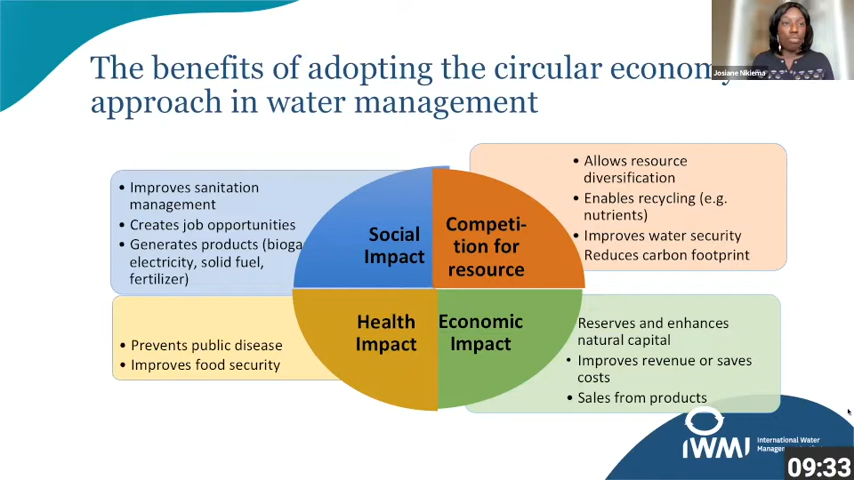 The benefits of adopting the circular economy
approach in water management
Josiane Nikiema
• Improves sanitation
management
• Creates job opportunities
• Generates products (bioga
electricity, solid fuel,
fertilizer)
Social
Impact
Competi-
tion for
resource
• Allows resource
diversification
• Enables recycling (e.g.
nutrients)
• Improves water security
Reduces carbon footprint
• Prevents public disease
• Improves food security
Health
Impact
Economic
Impact
Reserves and enhances
natural capital
• Improves revenue or saves
costs
• Sales from products
IWMI
International Water
09:33